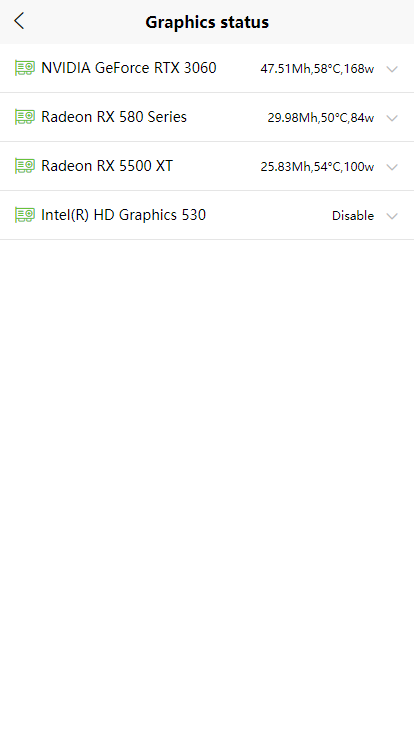 Graphics status
NVIDIA GeForce RTX 3060 47.51Mh,58°C,168w
Radeon RX 580 Series 29.98Mh,50°C,84w
Radeon RX 5500 XT 25.83Mh,54°C,100w
Intel(R) HD Graphics 530 Disable